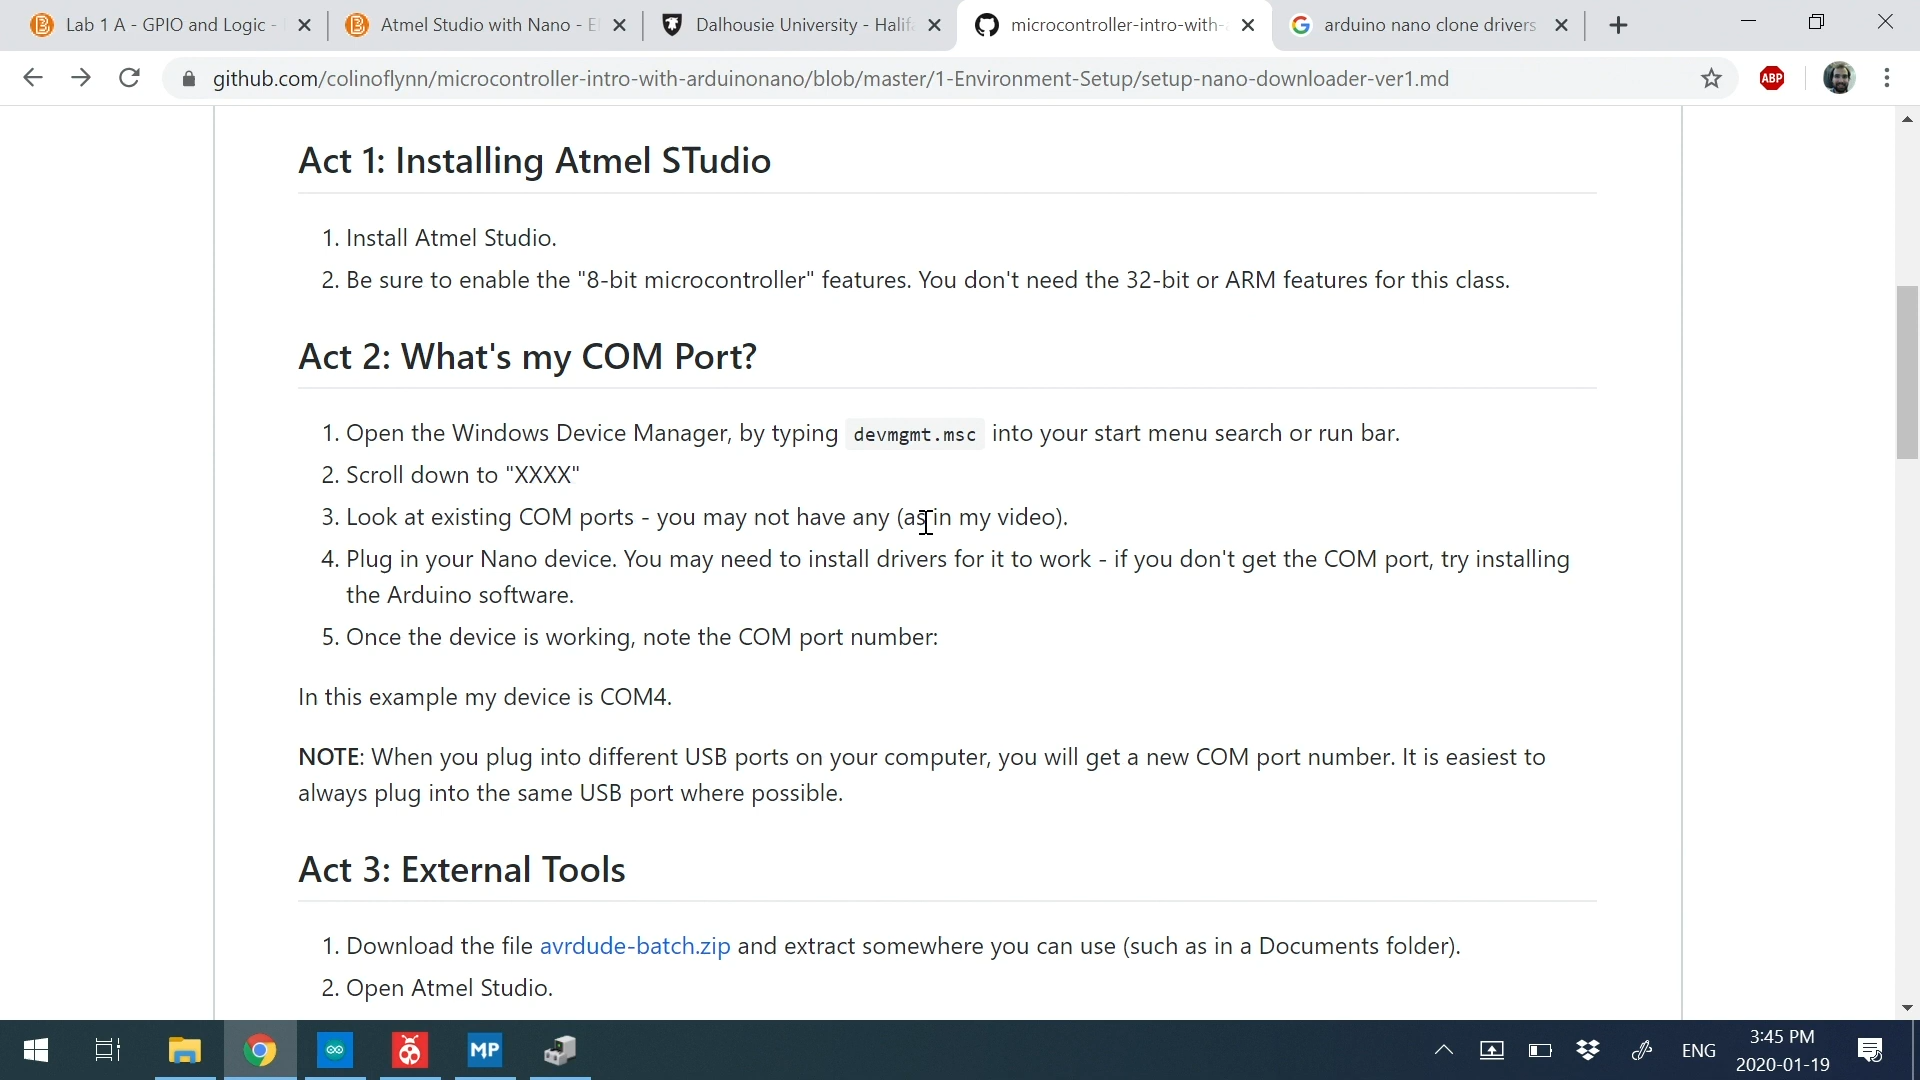 Lab 1 A - GPIO and Logic -
Atmel Studio with Nano - E
Dalhousie University - Halifa
microcontroller-intro-with-
arduino nano clone drivers
github.com/colinoflynn/microcontroller-intro-with-arduinonano/blob/master/1-Environment-Setup/setup-nano-downloader-ver1.md
ABP
Act 1: Installing Atmel STudio
1. Install Atmel Studio.
2. Be sure to enable the "8-bit microcontroller" features. You don't need the 32-bit or ARM features for this class.
Act 2: What's my COM Port?
1. Open the Windows Device Manager, by typing devmgmt.msc into your start menu search or run bar.
2. Scroll down to "XXXX"
3. Look at existing COM ports - you may not have any (as in my video).
4. Plug in your Nano device. You may need to install drivers for it to work - if you don't get the COM port, try installing
the Arduino software.
5. Once the device is working, note the COM port number:
In this example my device is COM4.
NOTE: When you plug into different USB ports on your computer, you will get a new COM port number. It is easiest to
always plug into the same USB port where possible.
Act 3: External Tools
1. Download the file avrdude-batch.zip and extract somewhere you can use (such as in a Documents folder).
2. Open Atmel Studio.
MP
ENG
3:45 PM
2020-01-19